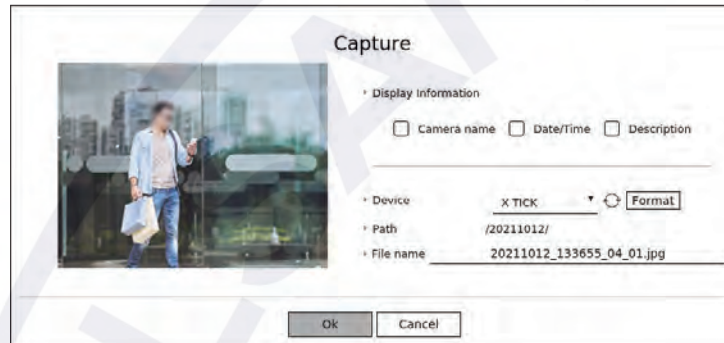 Capture
Display Information
Camera name Date/Time Description
Device X TICK Format
Path /20211012/
File name 20211012_133655_04_01.jpg
Ok Cancel